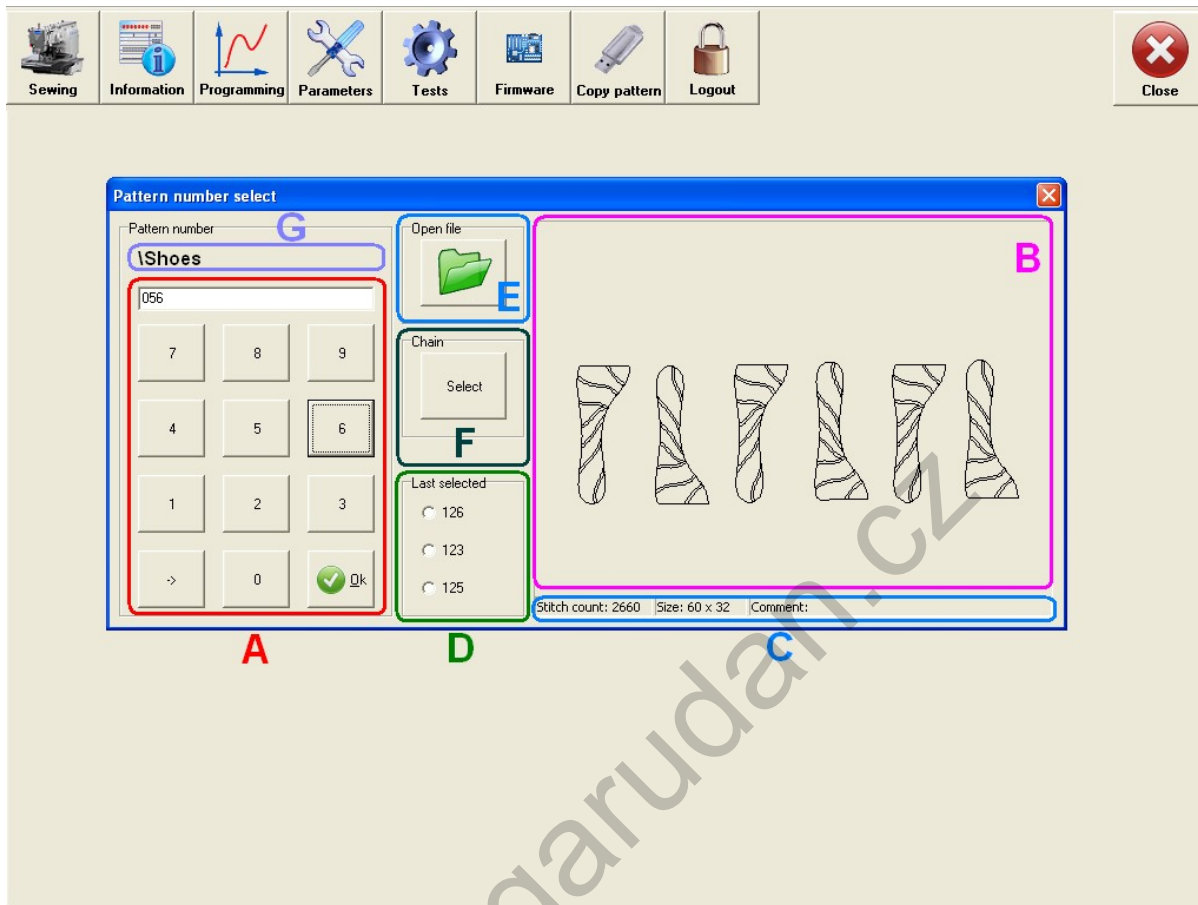 Sewing
Information
Programming
Parameters
Tests
Firmware
Copy pattern
Logout
Close
Pattern number select
Pattern number
G
\Shoes
056
7 8 9
4 5 6
1 2 3
-> 0 Ok
A
Open file
E
Chain
Select
F
Last selected
126
123
125
D
B
Stitch count: 2660 Size: 60 x 32 Comment:
C
garudan.cz